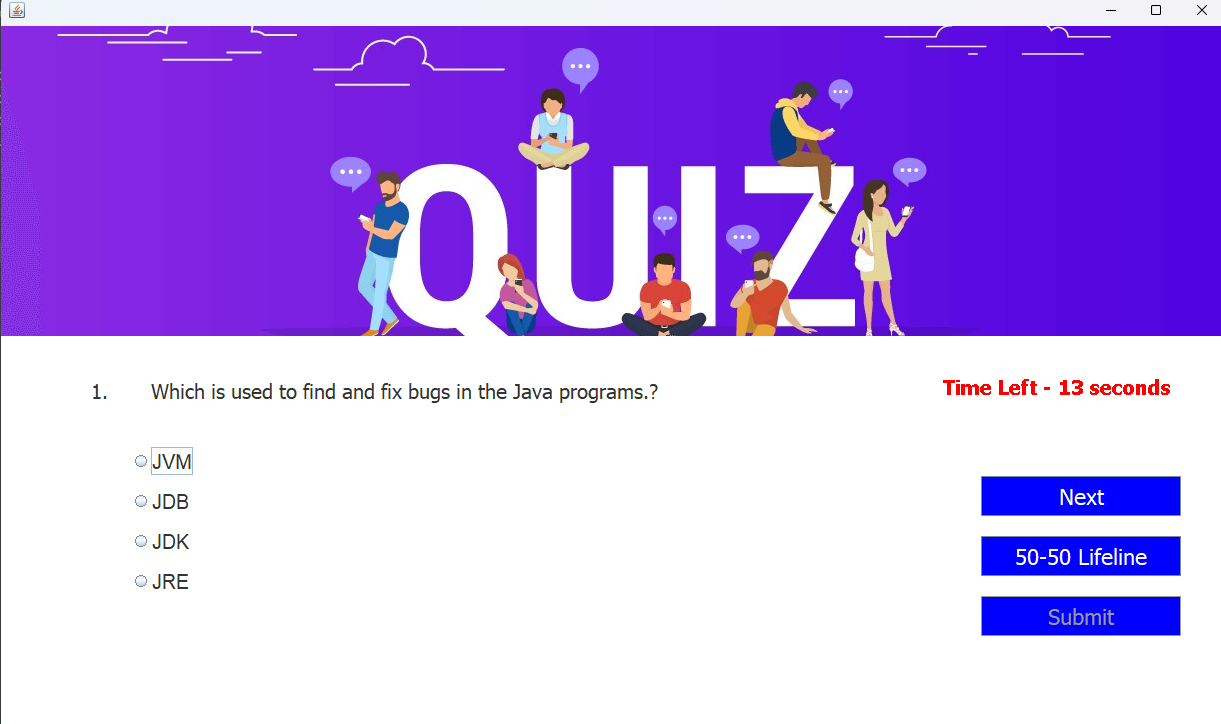 QUIZ
1. Which is used to find and fix bugs in the Java programs.?
Time Left - 13 seconds
JVM
JDB
JDK
JRE
Next
50-50 Lifeline
Submit